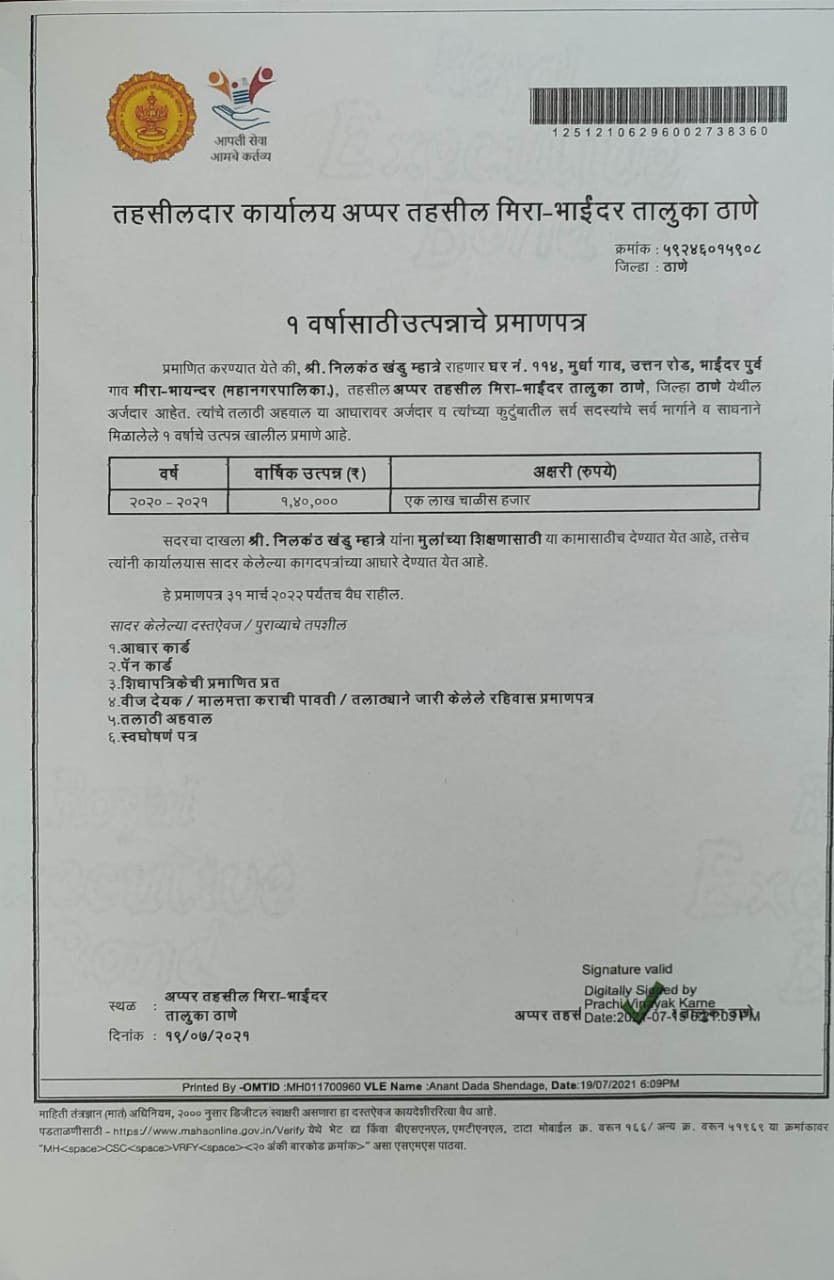 आपली सेवा
आमचे कर्तव्य
12512106296002738360
तहसीलदार कार्यालय अप्पर तहसील मिरा-भाईंदर तालुका ठाणे
क्रमांक : ५९२४६०१५९०८
जिल्हा : ठाणे
१ वर्षासाठी उत्पन्नाचे प्रमाणपत्र
प्रमाणित करण्यात येते की, श्री. निलकंठ खंडु म्हात्रे राहणार घर नं. ११४, मुर्धा गाव, उत्तन रोड, भाईंदर पुर्व
गाव मीरा-भायन्दर (महानगरपालिका.), तहसील अप्पर तहसील मिरा-भाईंदर तालुका ठाणे, जिल्हा ठाणे येथील
अर्जदार आहेत. त्यांचे तलाठी अहवाल या आधारावर अर्जदार व त्यांच्या कुटुंबातील सर्व सदस्यांचे सर्व मार्गाने व साधनाने
मिळालेले १ वर्षाचे उत्पन्न खालील प्रमाणे आहे.
वर्ष वार्षिक उत्पन्न (₹) अक्षरी (रुपये)
२०२० - २०२१ १,४०,००० एक लाख चाळीस हजार
सदरचा दाखला श्री. निलकंठ खंडु म्हात्रे यांना मुलांच्या शिक्षणासाठी या कामासाठीच देण्यात येत आहे, तसेच
त्यांनी कार्यालयास सादर केलेल्या कागदपत्रांच्या आधारे देण्यात येत आहे.
हे प्रमाणपत्र ३१ मार्च २०२२ पर्यंतच वैध राहील.
सादर केलेल्या दस्तऐवज / पुराव्याचे तपशील
१.आधार कार्ड
२.पॅन कार्ड
३.शिधापत्रिकेची प्रमाणित प्रत
४.वीज देयक / मालमत्ता कराची पावती / तलाठ्याने जारी केलेले रहिवास प्रमाणपत्र
५.तलाठी अहवाल
६.स्वघोषणं पत्र
Signature valid
Digitally Signed by
Prachi Vinayak Karne
अप्पर तहसी
तालुका ठाणे
स्थळ : अप्पर तहसील मिरा-भाईंदर
तालुका ठाणे
दिनांक : १९/०७/२०२१
Printed By -OMTID :MH011700960 VLE Name :Anant Dada Shendage, Date:19/07/2021 6:09PM
माहिती तंत्रज्ञान (मातं) अधिनियम, २००० नुसार डिजीटल स्वाक्षरी असणारा हा दस्तऐवज कायदेशीररित्या वैध आहे.
पडताळणीसाठी - https://www.mahaonline.gov.in/Verify येथे भेट द्या किंवा बीएसएनएल, एमटीएनएल, टाटा मोबाईल क्र. वरून १६६/ अन्य क्र. वरून ५१९६९ या क्रमांकावर
"MH<space>CSC<space>VRFY<space><२० अंकी बारकोड क्रमांक>" असा एसएमएस पाठवा.